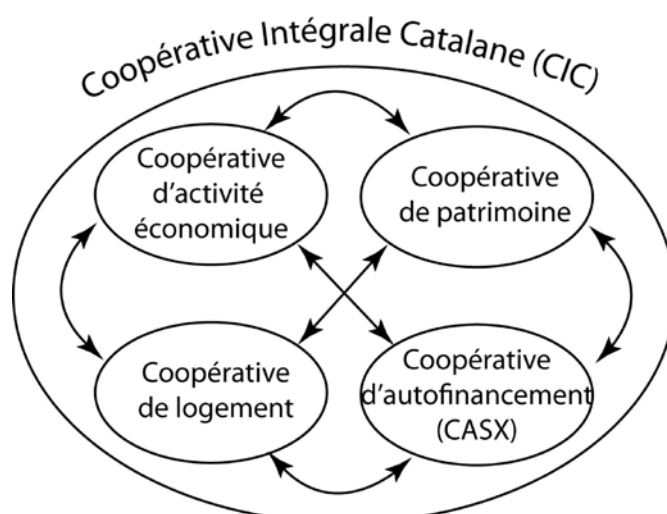 Coopérative Intégrale Catalane (CIC)
Coopérative
d'activité
économique
Coopérative
de patrimoine
Coopérative
de logement
Coopérative
d'autofinancement
(CASX)